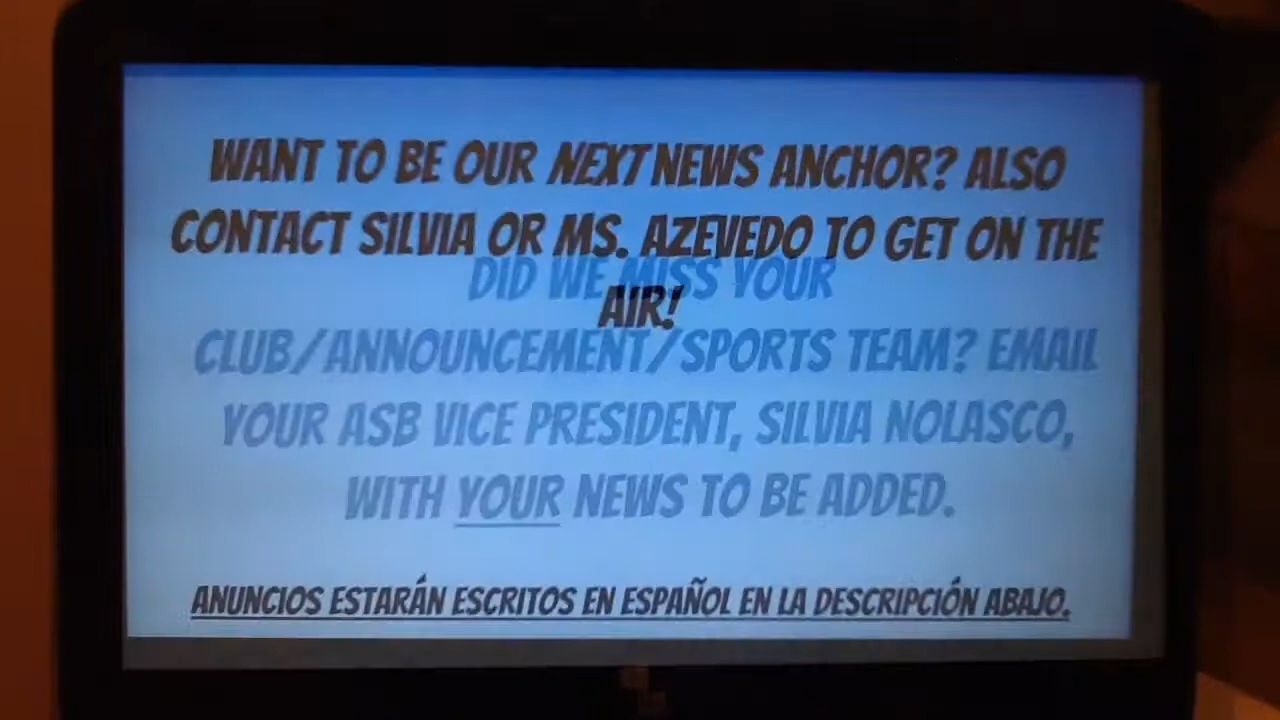 WANT TO BE OUR NEXT NEWS ANCHOR? ALSO
CONTACT SILVIA OR MS. AZEVEDO TO GET ON THE
AIR!
DID WE MISS YOUR
CLUB/ANNOUNCEMENT/SPORTS TEAM? EMAIL
YOUR ASB VICE PRESIDENT, SILVIA NOLASCO,
WITH YOUR NEWS TO BE ADDED.
ANUNCIOS ESTARÁN ESCRITOS EN ESPAÑOL EN LA DESCRIPCIÓN ABAJO.